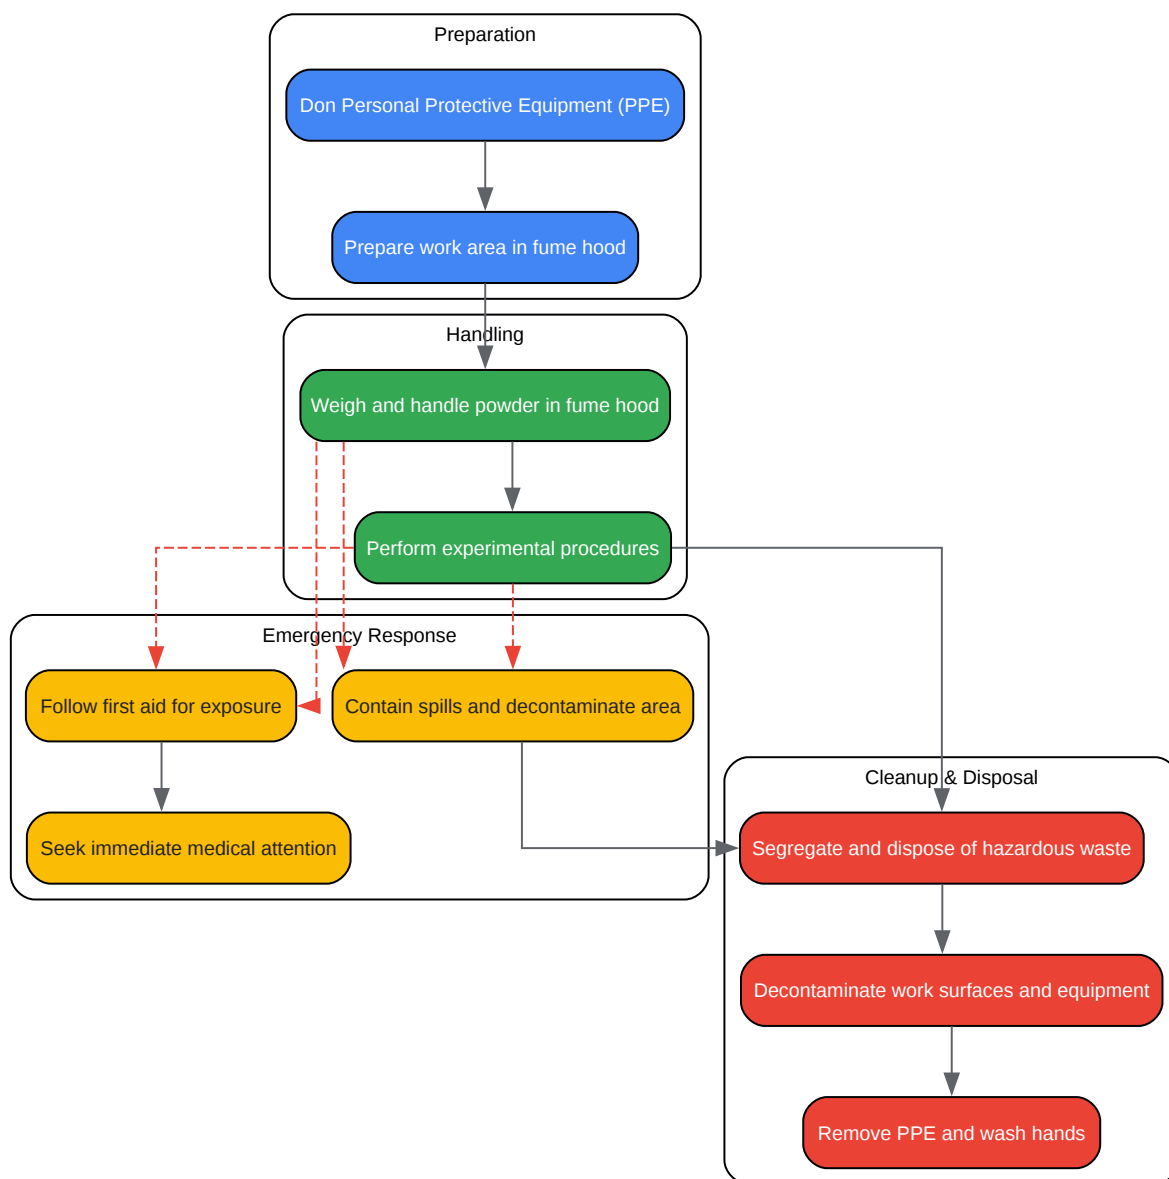 Preparation
Don Personal Protective Equipment (PPE)
Prepare work area in fume hood
Handling
Weigh and handle powder in fume hood
Perform experimental procedures
Emergency Response
Follow first aid for exposure
Contain spills and decontaminate area
Seek immediate medical attention
Cleanup & Disposal
Segregate and dispose of hazardous waste
Decontaminate work surfaces and equipment
Remove PPE and wash hands